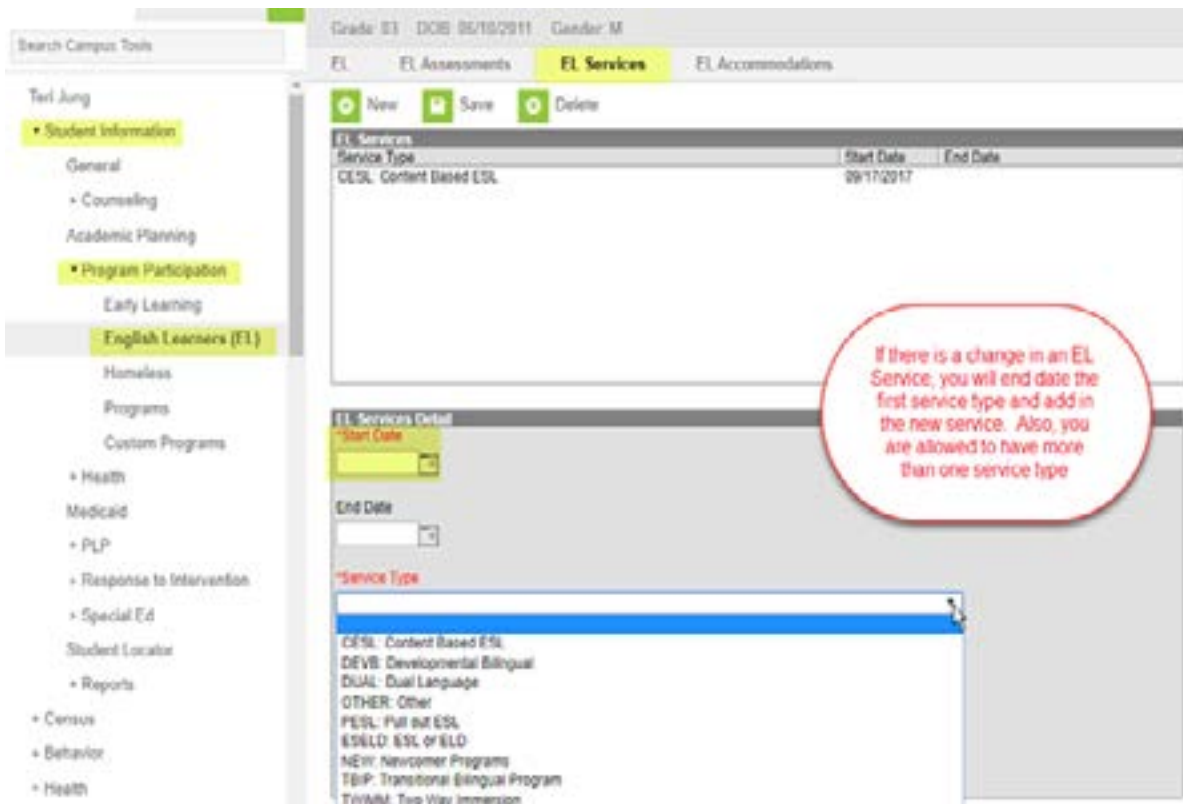 Search Campus Tools
Teri Jung
Student Information
General
Counseling
Academic Planning
Program Participation
Early Learning
English Learners (EL)
Homeless
Programs
Custom Programs
Health
Medicaid
PLP
Response to Intervention
Special Ed
Student Locator
Reports
Census
Behavior
Health
Grade: 03 DOB: 06/10/2011 Gender: M
EL EL Assessments EL Services EL Accommodations
New Save Delete
EL Services
Service Type Start Date End Date
CESL: Content Based ESL 09/17/2017
If there is a change in an EL
Service, you will end date the
first service type and add in
the new service. Also, you
are allowed to have more
than one service type
EL Services Detail
*Start Date
End Date
*Service Type
CESL: Content Based ESL
DEVB: Developmental Bilingual
DUAL: Dual Language
OTHER: Other
PESL: Pull out ESL
ESELD: ESL or ELD
NEW: Newcomer Programs
TBIP: Transitional Bilingual Program
TWIMM: Two Way Immersion